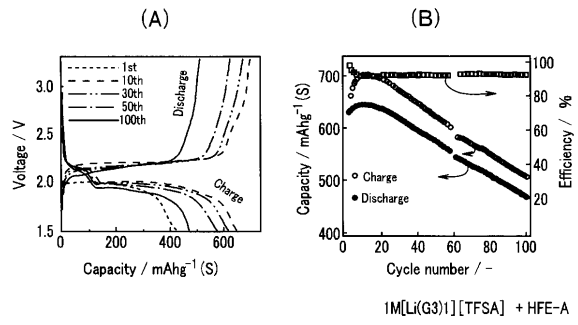 (A)
(B)
1st
10th
30th
50th
100th
Discharge
Charge
3.0
2.5
2.0
1.5
Voltage / V
0 200 400 600
Capacity / mAhg⁻¹(S)
700
600
500
400
Capacity / mAhg⁻¹(S)
100
80
60
40
20
Efficiency / %
Charge
Discharge
0 20 40 60 80 100
Cycle number / -
1M[Li(G3)1][TFSA] + HFE-A